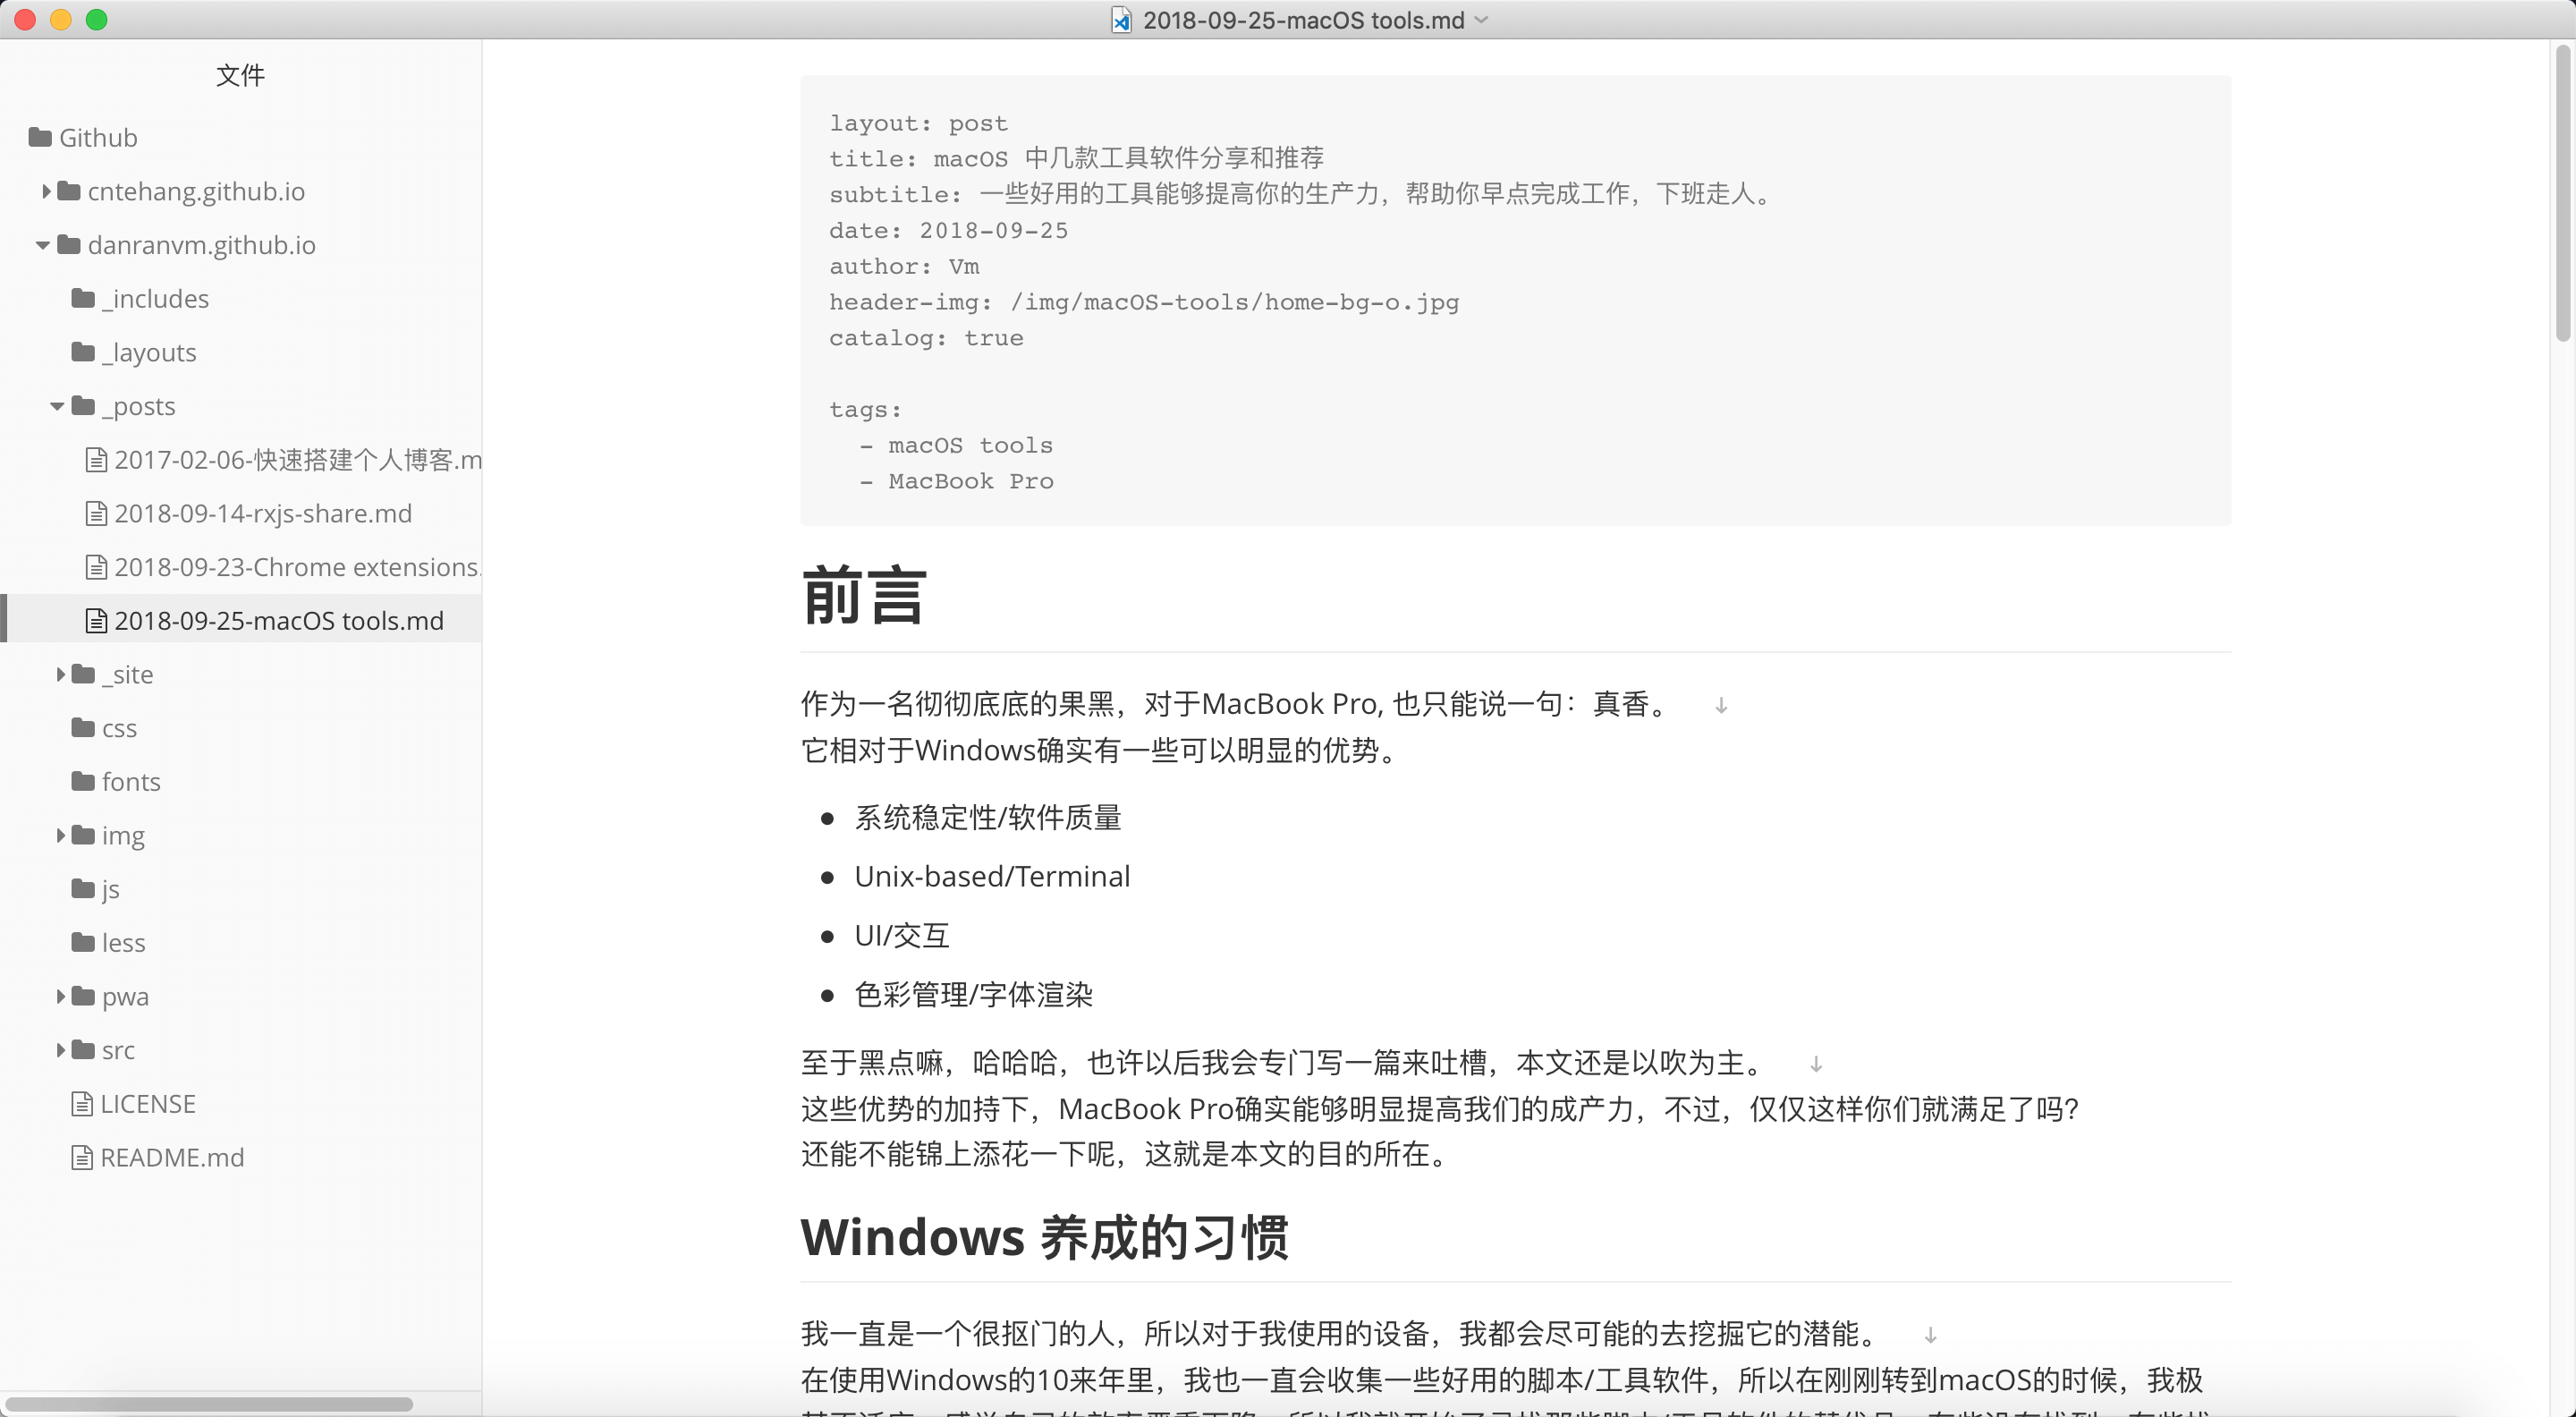 2018-09-25-macOS tools.md
文件
Github
cntehang.github.io
danranvm.github.io
_includes
_layouts
_posts
2017-02-06-快速搭建个人博客.m
2018-09-14-rxjs-share.md
2018-09-23-Chrome extensions.
2018-09-25-macOS tools.md
_site
css
fonts
img
js
less
pwa
src
LICENSE
README.md
layout: post
title: macOS 中几款工具软件分享和推荐
subtitle: 一些好用的工具能够提高你的生产力，帮助你早点完成工作，下班走人。
date: 2018-09-25
author: Vm
header-img: /img/macOS-tools/home-bg-o.jpg
catalog: true
tags:
- macOS tools
- MacBook Pro
前言
作为一名彻彻底底的果黑，对于MacBook Pro, 也只能说一句：真香。 ↓
它相对于Windows确实有一些可以明显的优势。
● 系统稳定性/软件质量
● Unix-based/Terminal
● UI/交互
● 色彩管理/字体渲染
至于黑点嘛，哈哈哈，也许以后我会专门写一篇来吐槽，本文还是以吹为主。 ↓
这些优势的加持下，MacBook Pro确实能够明显提高我们的成产力，不过，仅仅这样你们就满足了吗？
还能不能锦上添花一下呢，这就是本文的目的所在。
Windows 养成的习惯
我一直是一个很抠门的人，所以对于我使用的设备，我都会尽可能的去挖掘它的潜能。 ↓
在使用Windows的10来年里，我也一直会收集一些好用的脚本/工具软件，所以在刚刚转到macOS的时候，我极